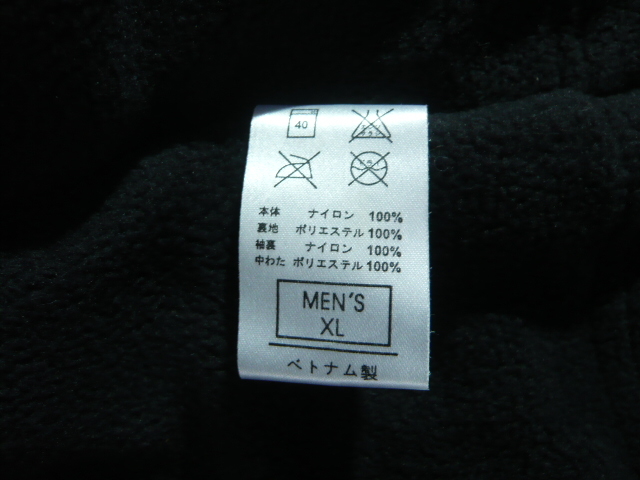 40
本体 ナイロン 100%
裏地 ポリエステル 100%
袖裏 ナイロン 100%
中わた ポリエステル 100%
MEN'S
XL
ベトナム製